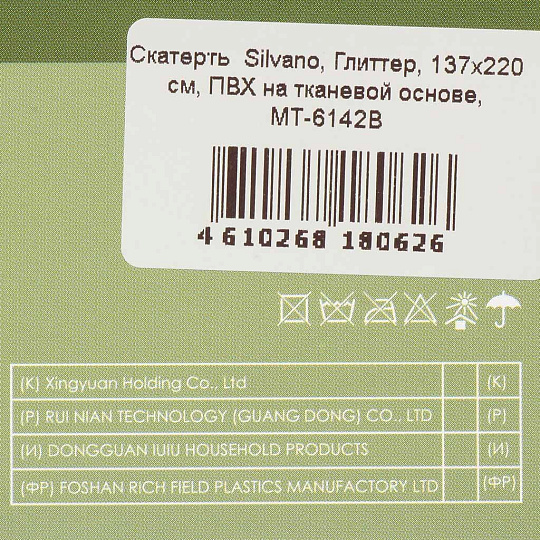 Скатерть Silvano, Глиттер, 137x220
см, ПВХ на тканевой основе,
MT-6142B
4 610268 180626
(К) Xingyuan Holding Co., Ltd (К)
(Р) RUI NIAN TECHNOLOGY (GUANG DONG) CO., LTD (Р)
(И) DONGGUAN IUIU HOUSEHOLD PRODUCTS (И)
(ФР) FOSHAN RICH FIELD PLASTICS MANUFACTORY LTD (ФР)